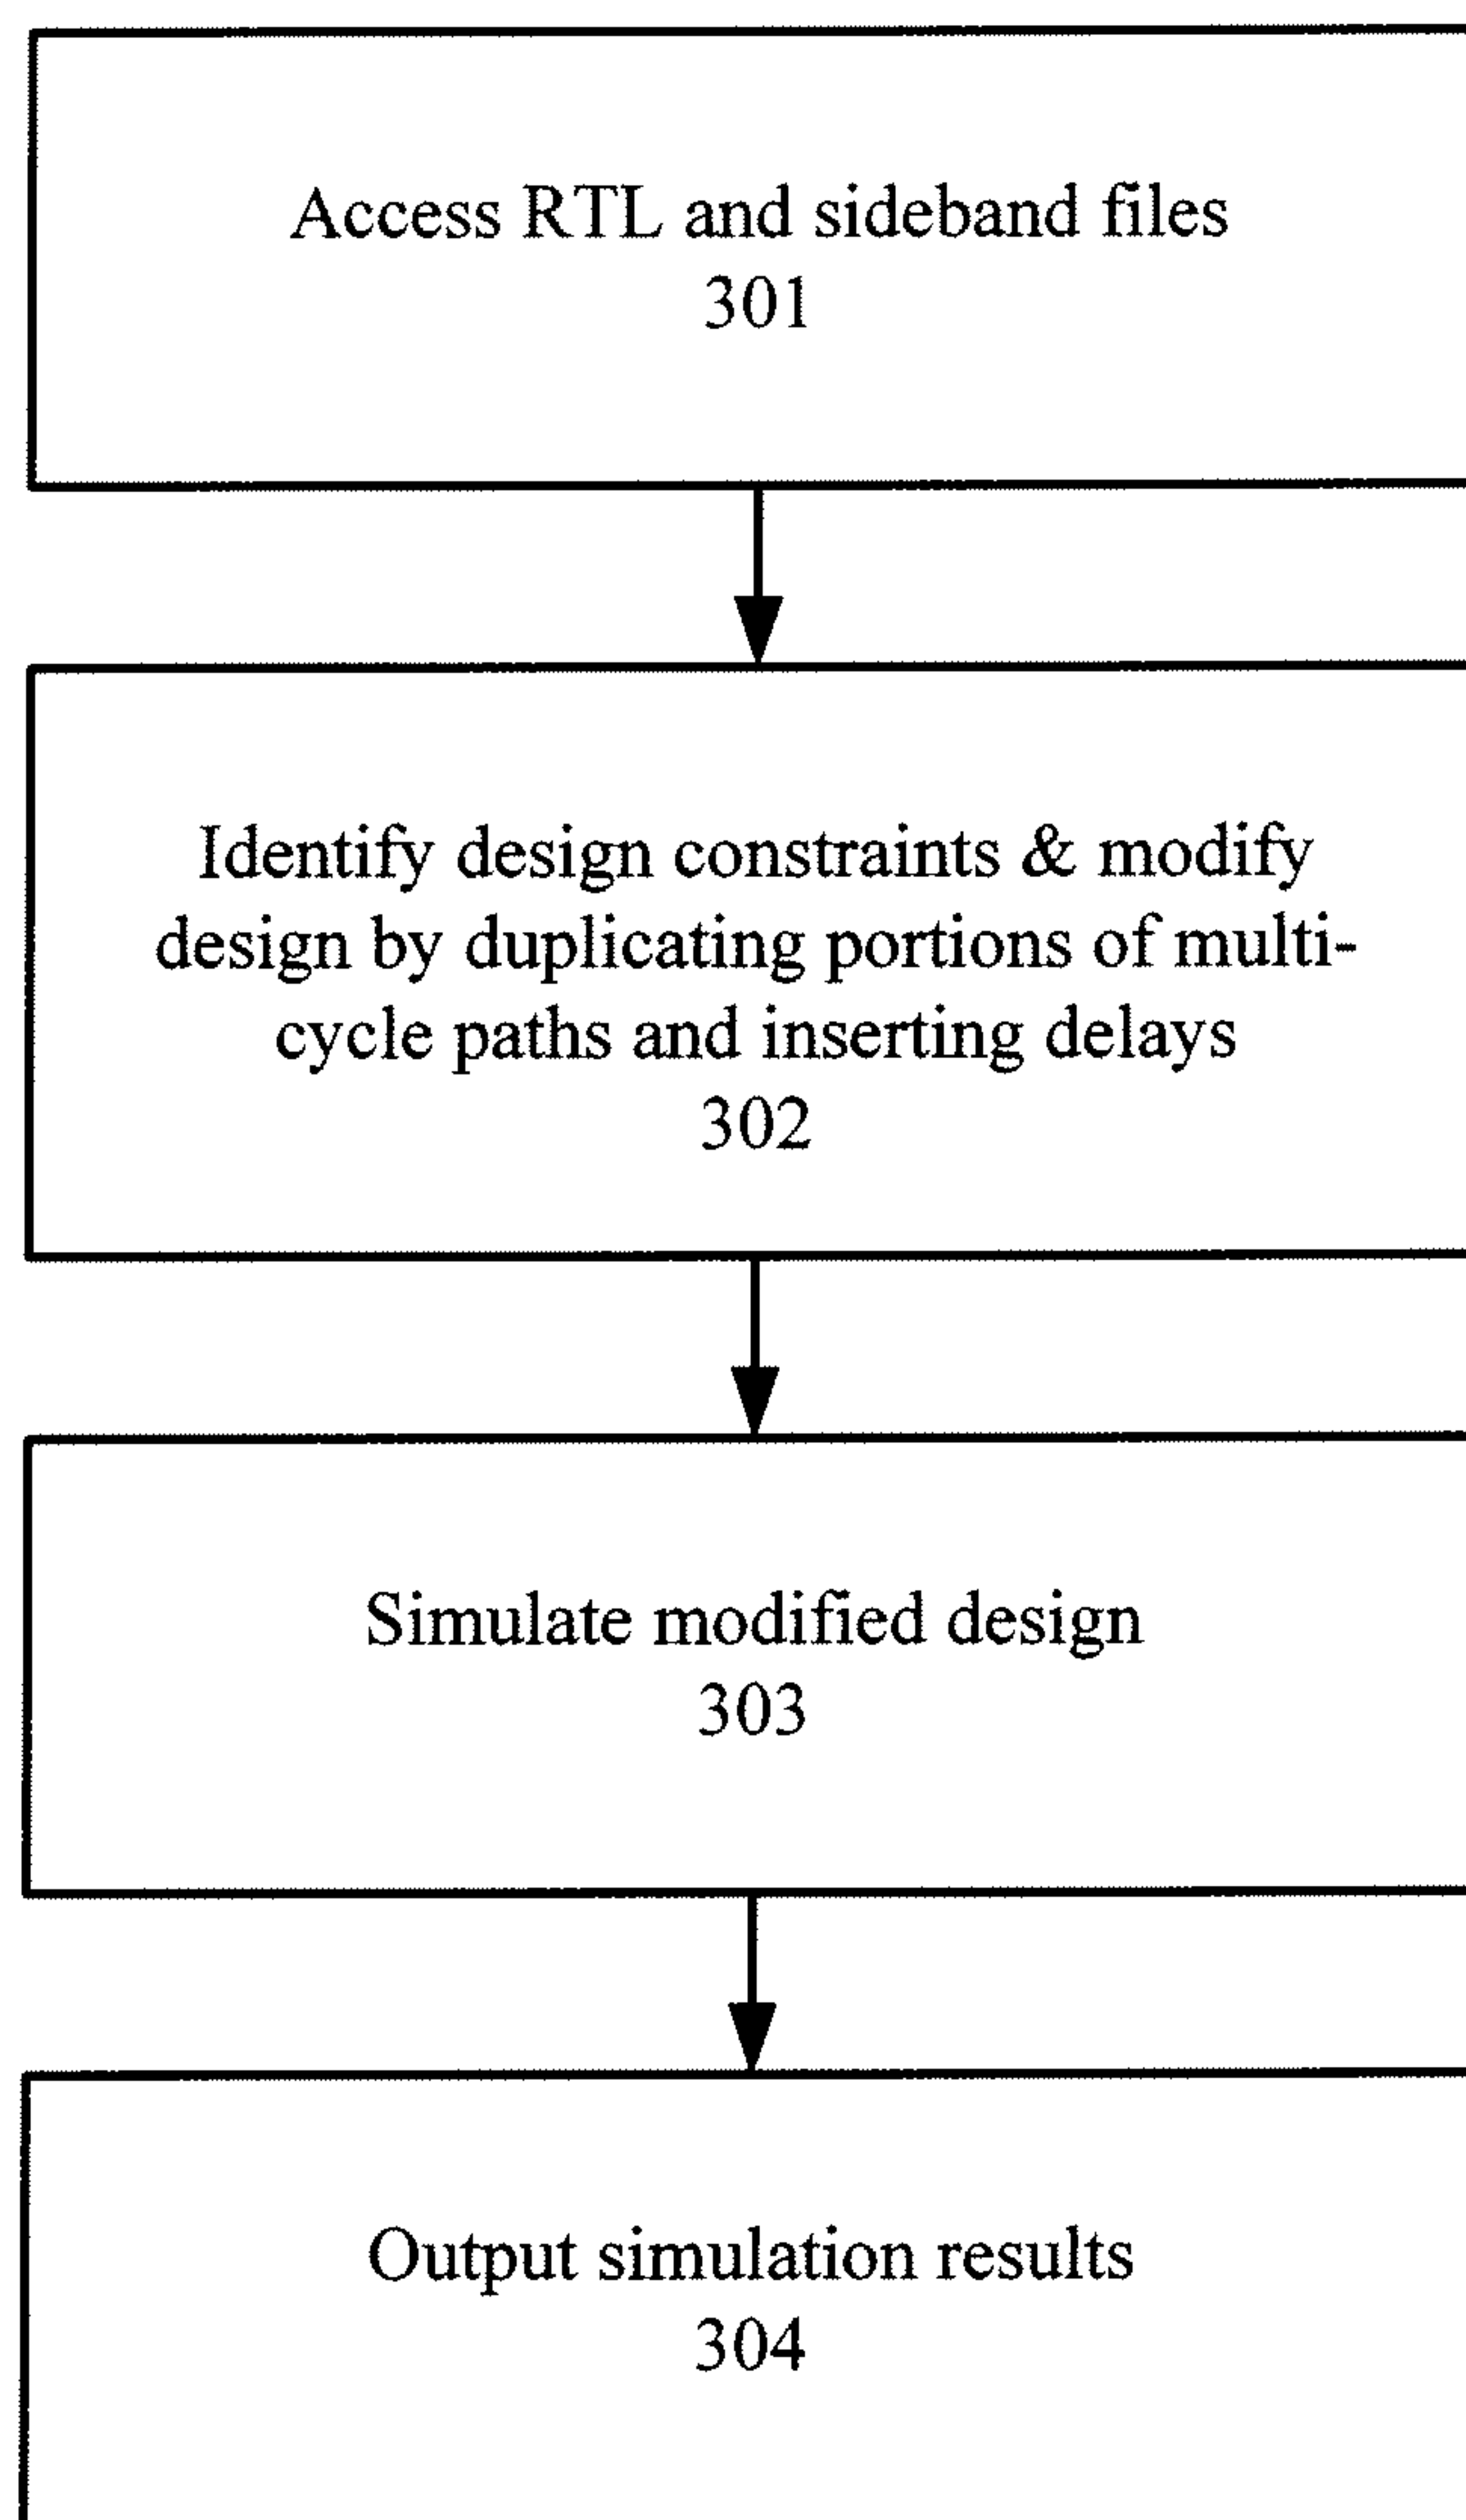 Access RTL and sideband files
301
Identify design constraints & modify
design by duplicating portions of multi-
cycle paths and inserting delays
302
Simulate modified design
303
Output simulation results
304